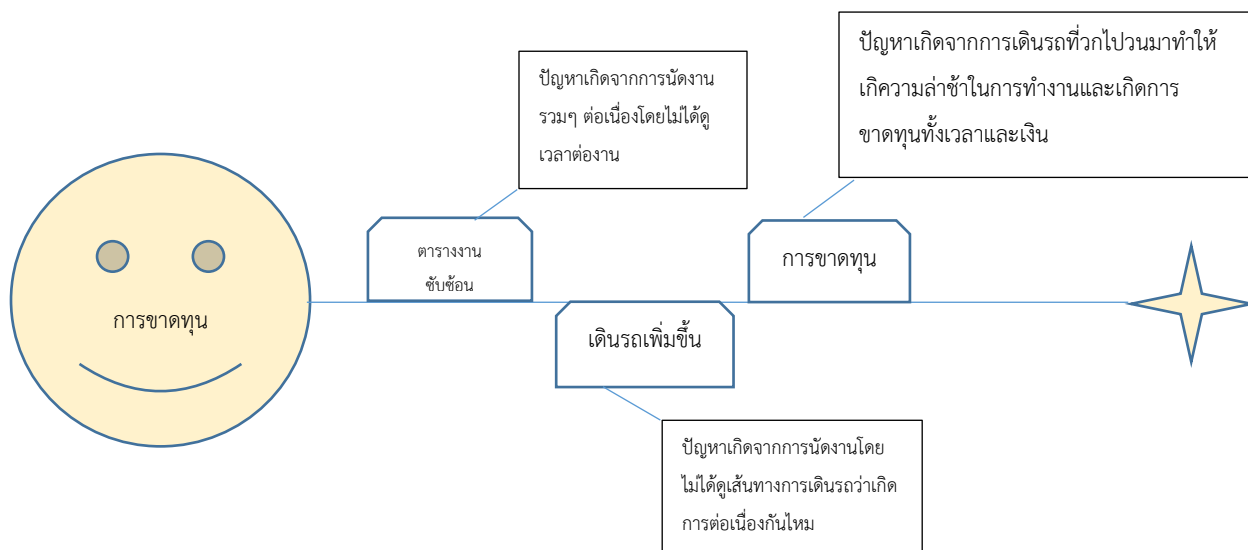 ปัญหาเกิดจากการเดินรถที่วกไปวนมาทำให้
เกิความล่าช้าในการทำงานและเกิดการ
ขาดทุนทั้งเวลาและเงิน
ปัญหาเกิดจากการนัดงาน
รวมๆ ต่อเนื่องโดยไม่ได้ดู
เวลาต่องาน
ตารางงาน
ซับซ้อน
การขาดทุน
การขาดทุน
เดินรถเพิ่มขึ้น
ปัญหาเกิดจากการนัดงานโดย
ไม่ได้ดูเส้นทางการเดินรถว่าเกิด
การต่อเนื่องกันไหม